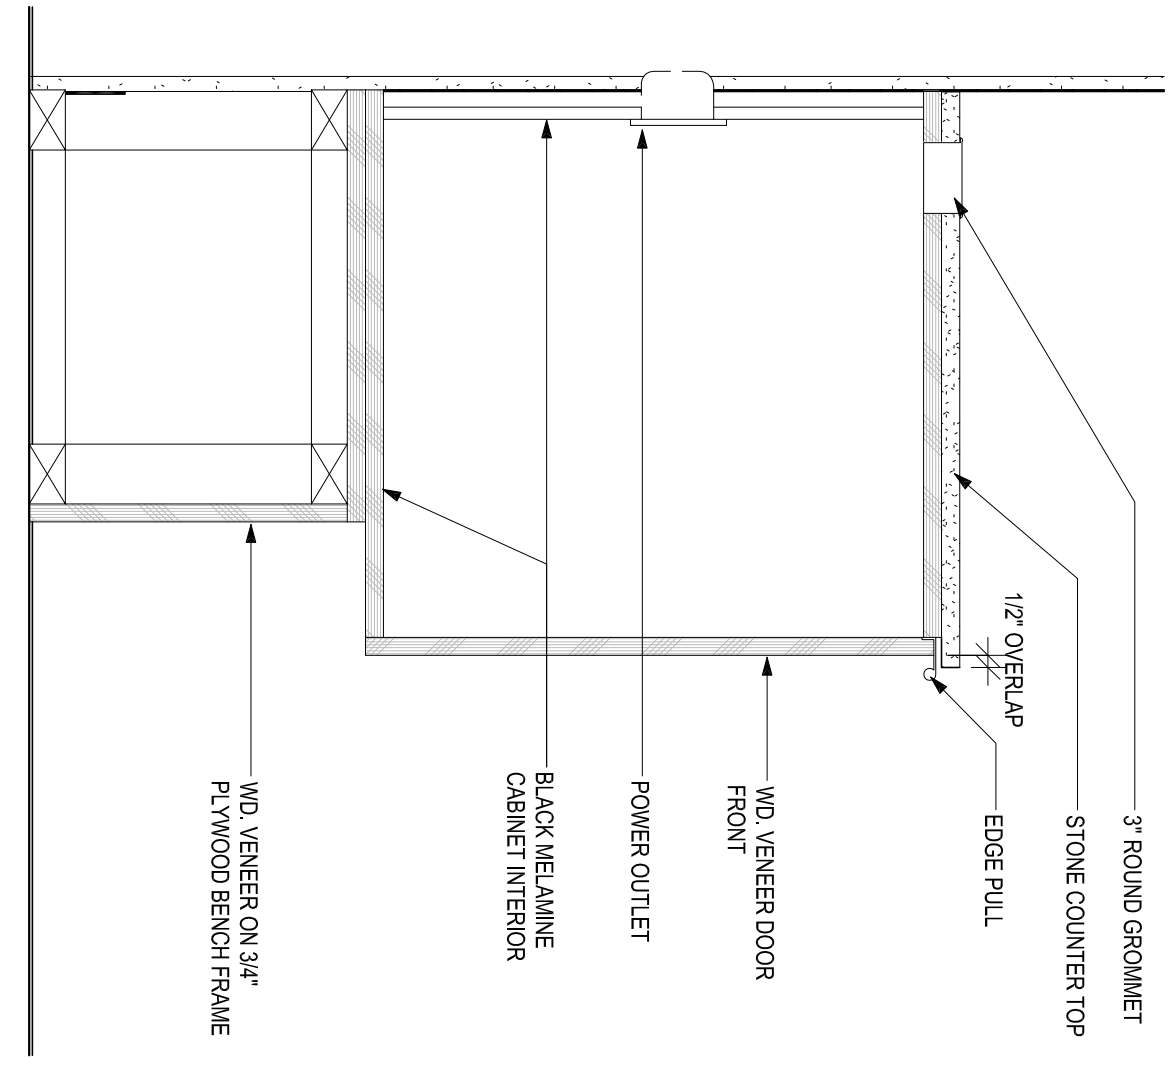 3" ROUND GROMMET
STONE COUNTER TOP
1/2" OVERLAP
EDGE PULL
WD. VENEER DOOR
FRONT
POWER OUTLET
BLACK MELAMINE
CABINET INTERIOR
WD. VENEER ON 3/4"
PLYWOOD BENCH FRAME